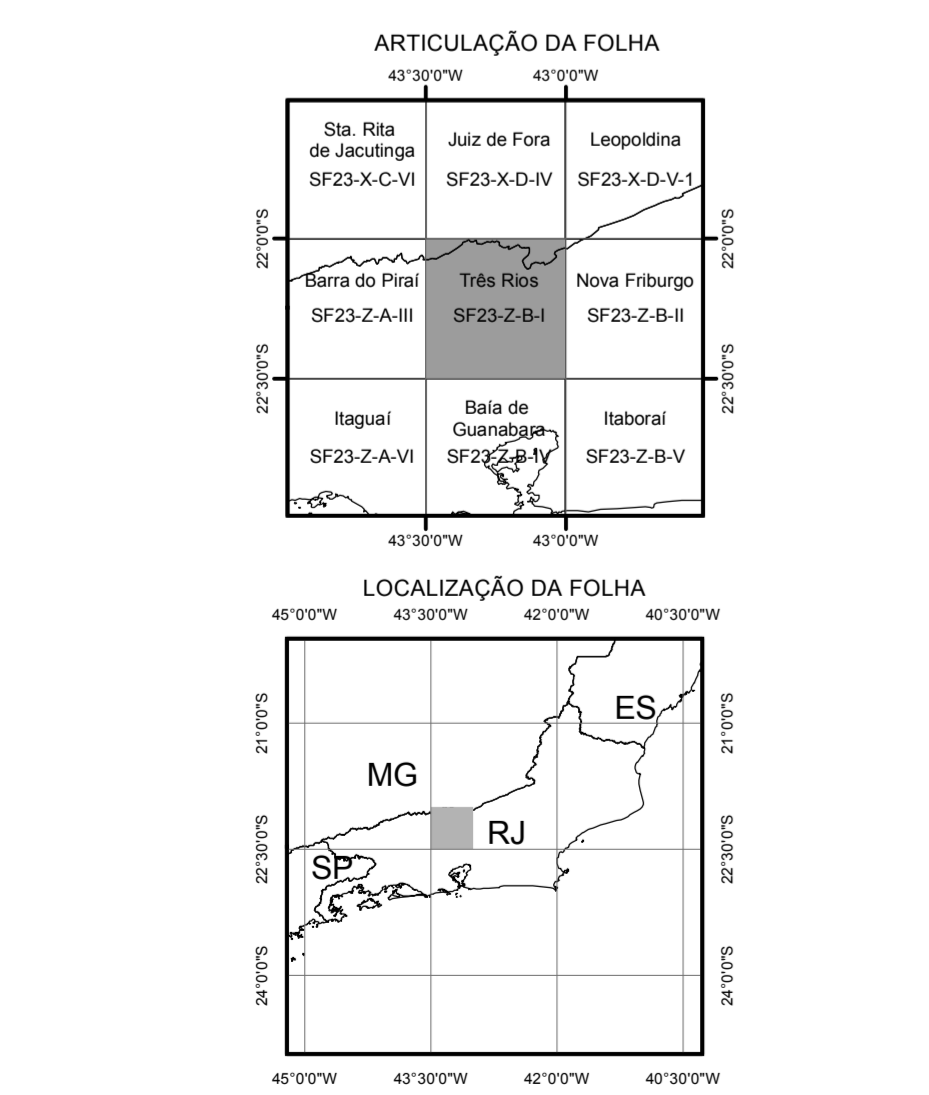 ARTICULAÇÃO DA FOLHA
43°30'0"W 43°0'0"W
Sta. Rita
de Jacutinga
SF23-X-C-VI
Juiz de Fora
SF23-X-D-IV
Leopoldina
SF23-X-D-V-1
22°0'0"S
22°0'0"S
Barra do Piraí
SF23-Z-A-III
Três Rios
SF23-Z-B-I
Nova Friburgo
SF23-Z-B-II
22°30'0"S
22°30'0"S
Itaguaí
SF23-Z-A-VI
Baía de
Guanabara
SF23-Z-B-IV
Itaboraí
SF23-Z-B-V
43°30'0"W 43°0'0"W
LOCALIZAÇÃO DA FOLHA
45°0'0"W 43°30'0"W 42°0'0"W 40°30'0"W
21°0'0"S
21°0'0"S
ES
MG
RJ
22°30'0"S
22°30'0"S
SP
24°0'0"S
24°0'0"S
45°0'0"W 43°30'0"W 42°0'0"W 40°30'0"W